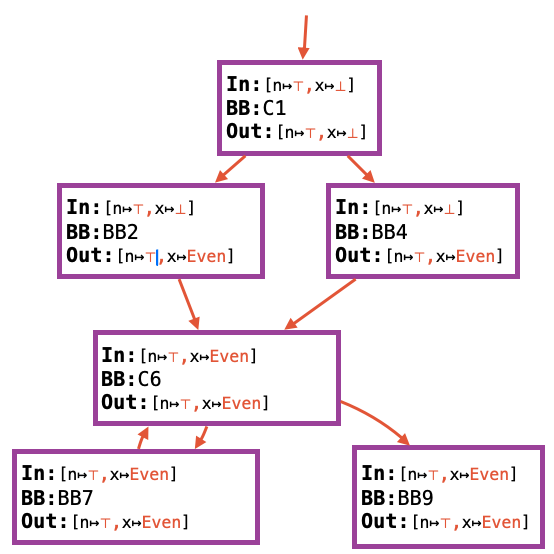 In:[n↦⊤,x↦⊥]
BB:C1
Out:[n↦⊤,x↦⊥]
In:[n↦⊤,x↦⊥]
BB:BB2
Out:[n↦⊤,x↦Even]
In:[n↦⊤,x↦⊥]
BB:BB4
Out:[n↦⊤,x↦Even]
In:[n↦⊤,x↦Even]
BB:C6
Out:[n↦⊤,x↦Even]
In:[n↦⊤,x↦Even]
BB:BB7
Out:[n↦⊤,x↦Even]
In:[n↦⊤,x↦Even]
BB:BB9
Out:[n↦⊤,x↦Even]